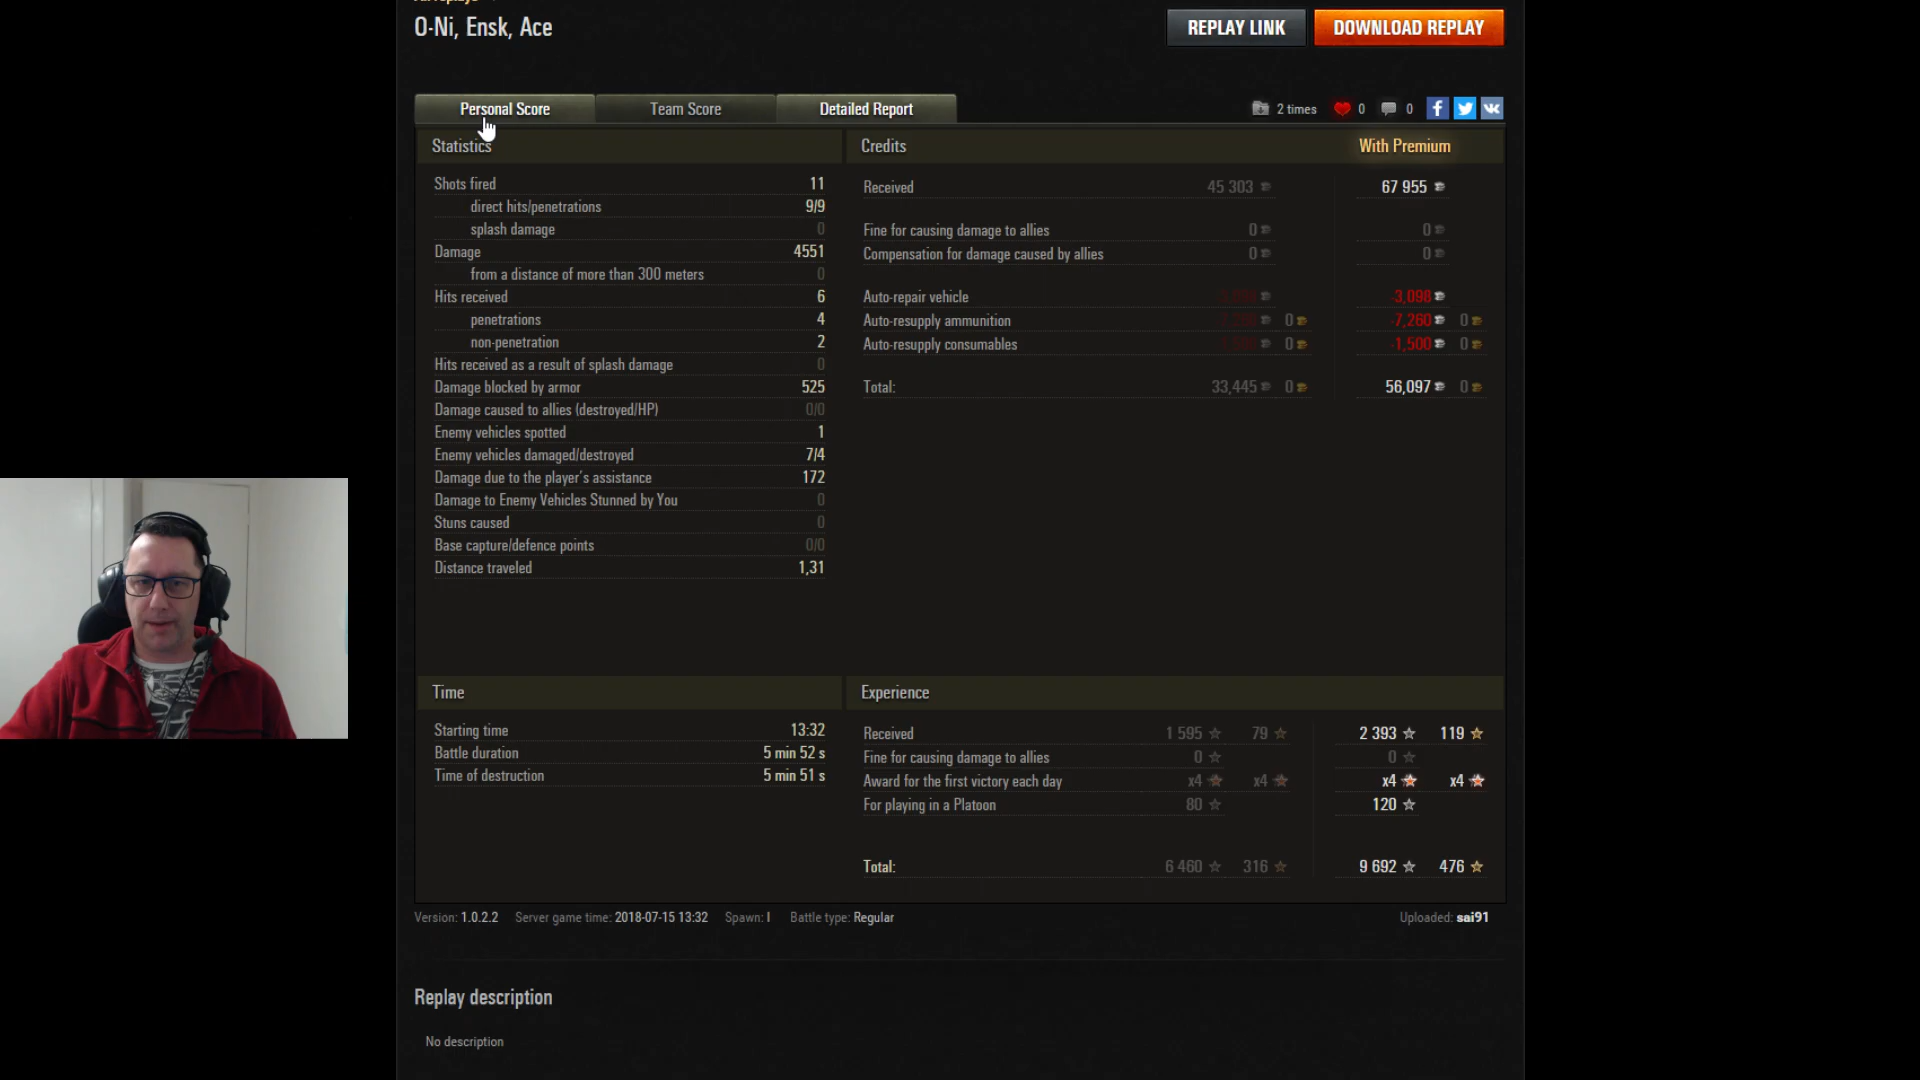 O-Ni, Ensk, Ace
REPLAY LINK
DOWNLOAD REPLAY
Personal Score
Team Score
Detailed Report
2 times
0
0
Statistics
Shots fired 11
direct hits/penetrations 9/9
splash damage 0
Damage 4551
from a distance of more than 300 meters 0
Hits received 6
penetrations 4
non-penetration 2
Hits received as a result of splash damage 0
Damage blocked by armor 525
Damage caused to allies (destroyed/HP) 0/0
Enemy vehicles spotted 1
Enemy vehicles damaged/destroyed 7/4
Damage due to the player's assistance 172
Damage to Enemy Vehicles Stunned by You 0
Stuns caused 0
Base capture/defence points 0/0
Distance traveled 1,31
Credits With Premium
Received 45 303 67 955
Fine for causing damage to allies 0 0
Compensation for damage caused by allies 0 0
Auto-repair vehicle -3,098
Auto-resupply ammunition 0 -7,260 0
Auto-resupply consumables 0 -1,500 0
Total: 33,445 0 56,097 0
Time
Starting time 13:32
Battle duration 5 min 52 s
Time of destruction 5 min 51 s
Experience
Received 1 595 79 2 393 119
Fine for causing damage to allies 0 0
Award for the first victory each day x4 x4 x4 x4
For playing in a Platoon 80 120
Total: 6 460 316 9 692 476
Version: 1.0.2.2 Server game time: 2018-07-15 13:32 Spawn: I Battle type: Regular
Uploaded: sai91
Replay description
No description